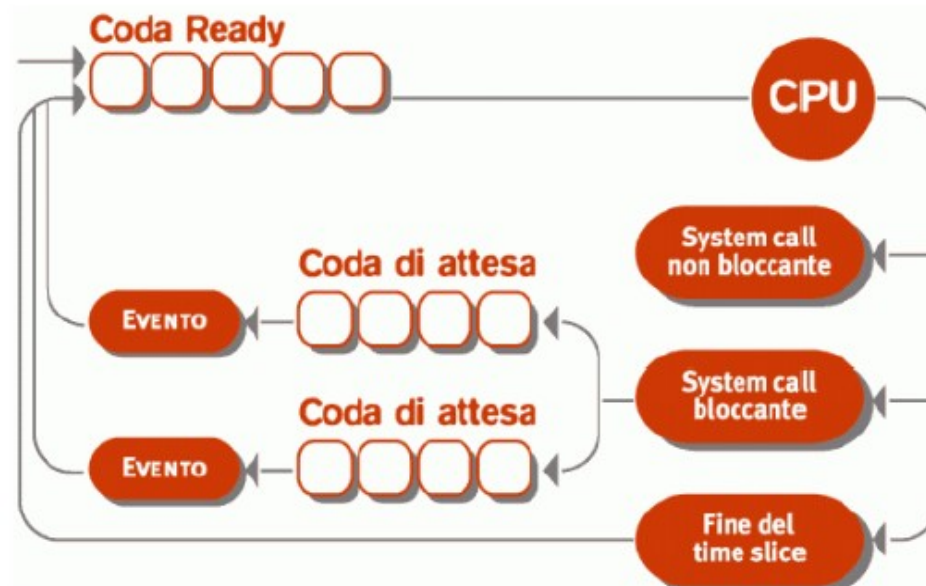 Coda Ready
CPU
System call
non bloccante
Coda di attesa
EVENTO
System call
bloccante
Coda di attesa
EVENTO
Fine del
time slice